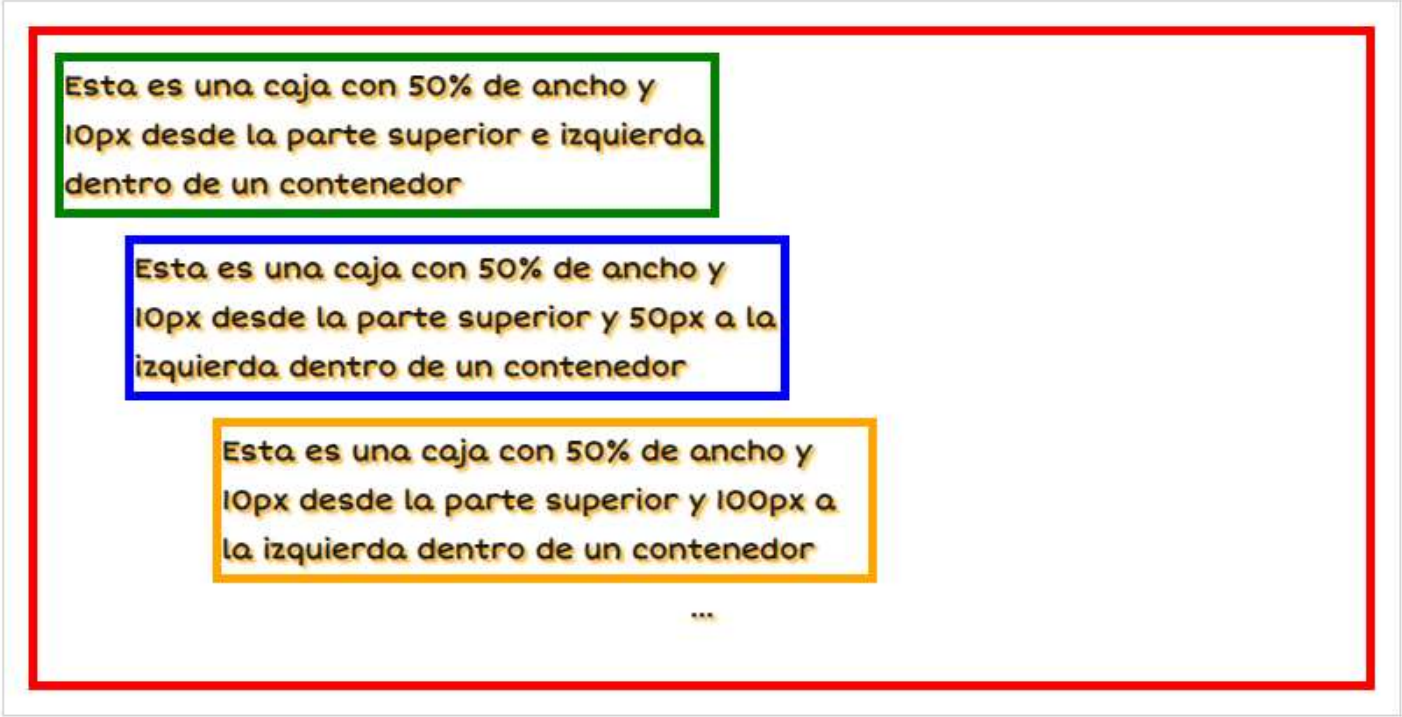 Esta es una caja con 50% de ancho y
10px desde la parte superior e izquierda
dentro de un contenedor
Esta es una caja con 50% de ancho y
10px desde la parte superior y 50px a la
izquierda dentro de un contenedor
Esta es una caja con 50% de ancho y
10px desde la parte superior y 100px a
la izquierda dentro de un contenedor
...